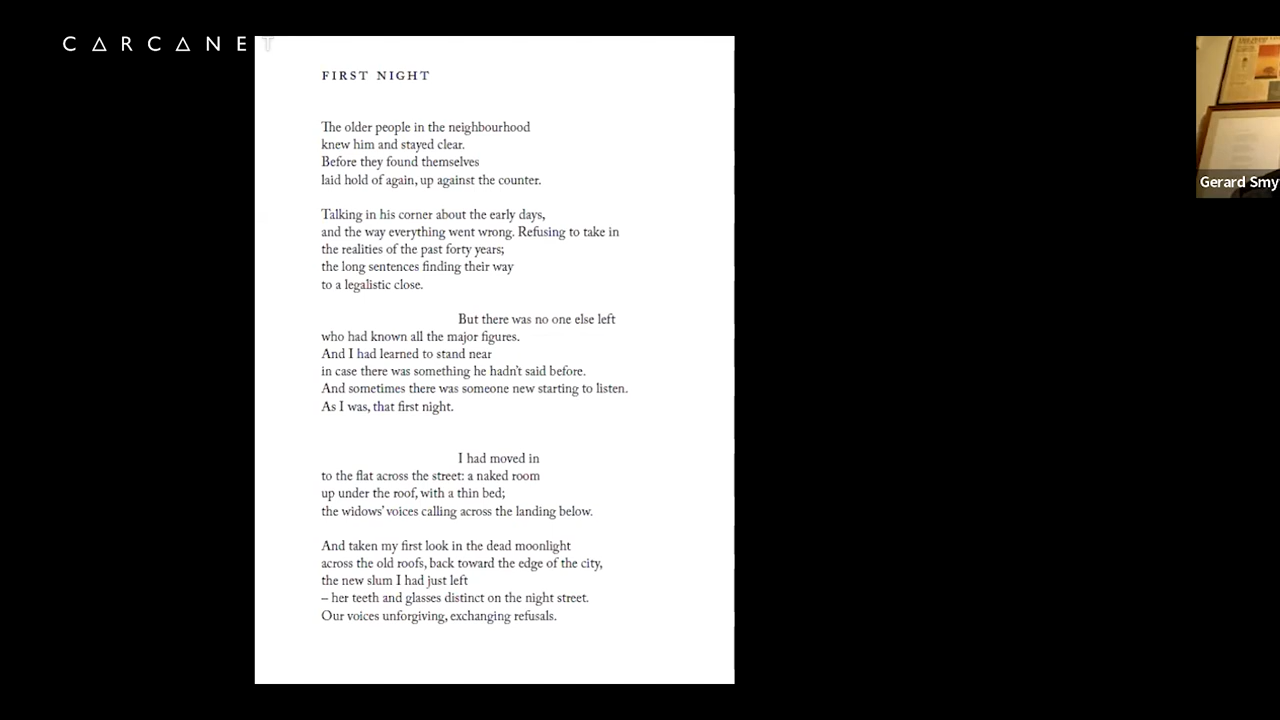 CARCANET
FIRST NIGHT
The older people in the neighbourhood
knew him and stayed clear.
Before they found themselves
laid hold of again, up against the counter.
Talking in his corner about the early days,
and the way everything went wrong. Refusing to take in
the realities of the past forty years;
the long sentences finding their way
to a legalistic close.
But there was no one else left
who had known all the major figures.
And I had learned to stand near
in case there was something he hadn't said before.
And sometimes there was someone new starting to listen.
As I was, that first night.
I had moved in
to the flat across the street: a naked room
up under the roof, with a thin bed;
the widows' voices calling across the landing below.
And taken my first look in the dead moonlight
across the old roofs, back toward the edge of the city,
the new slum I had just left
– her teeth and glasses distinct on the night street.
Our voices unforgiving, exchanging refusals.
Gerard Smy